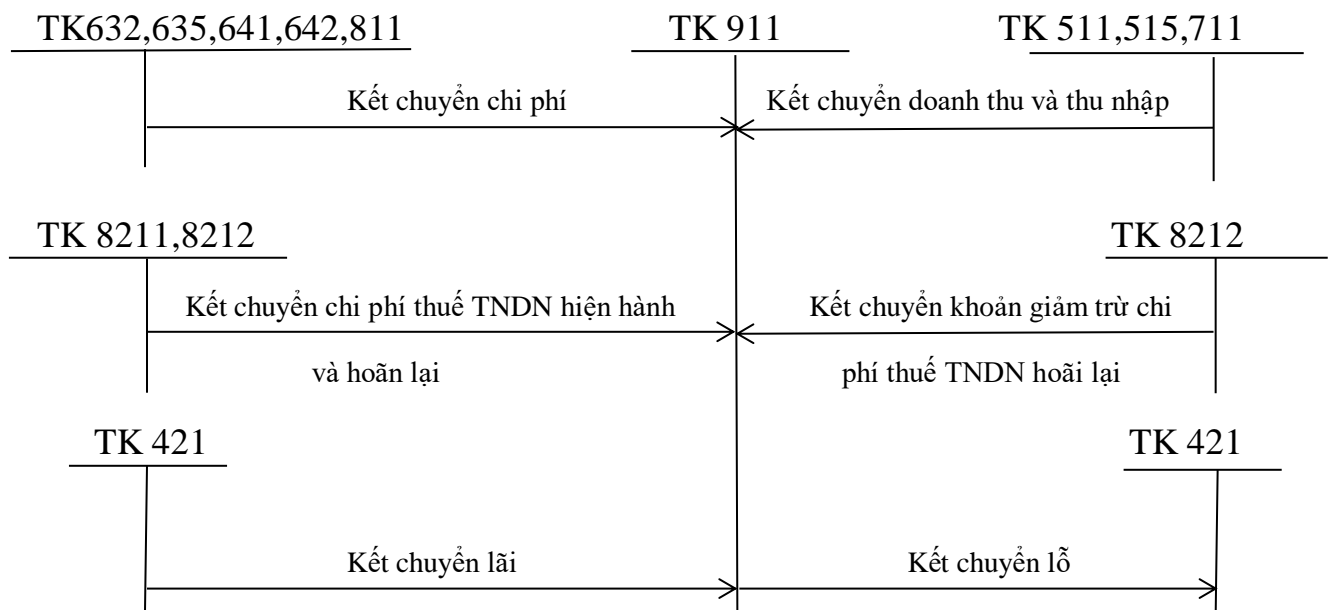 TK632,635,641,642,811 TK 911 TK 511,515,711
Kết chuyển chi phí Kết chuyển doanh thu và thu nhập
TK 8211,8212 TK 8212
Kết chuyển chi phí thuế TNDN hiện hành Kết chuyển khoản giảm trừ chi
và hoãn lại phí thuế TNDN hoãi lại
TK 421 TK 421
Kết chuyển lãi Kết chuyển lỗ